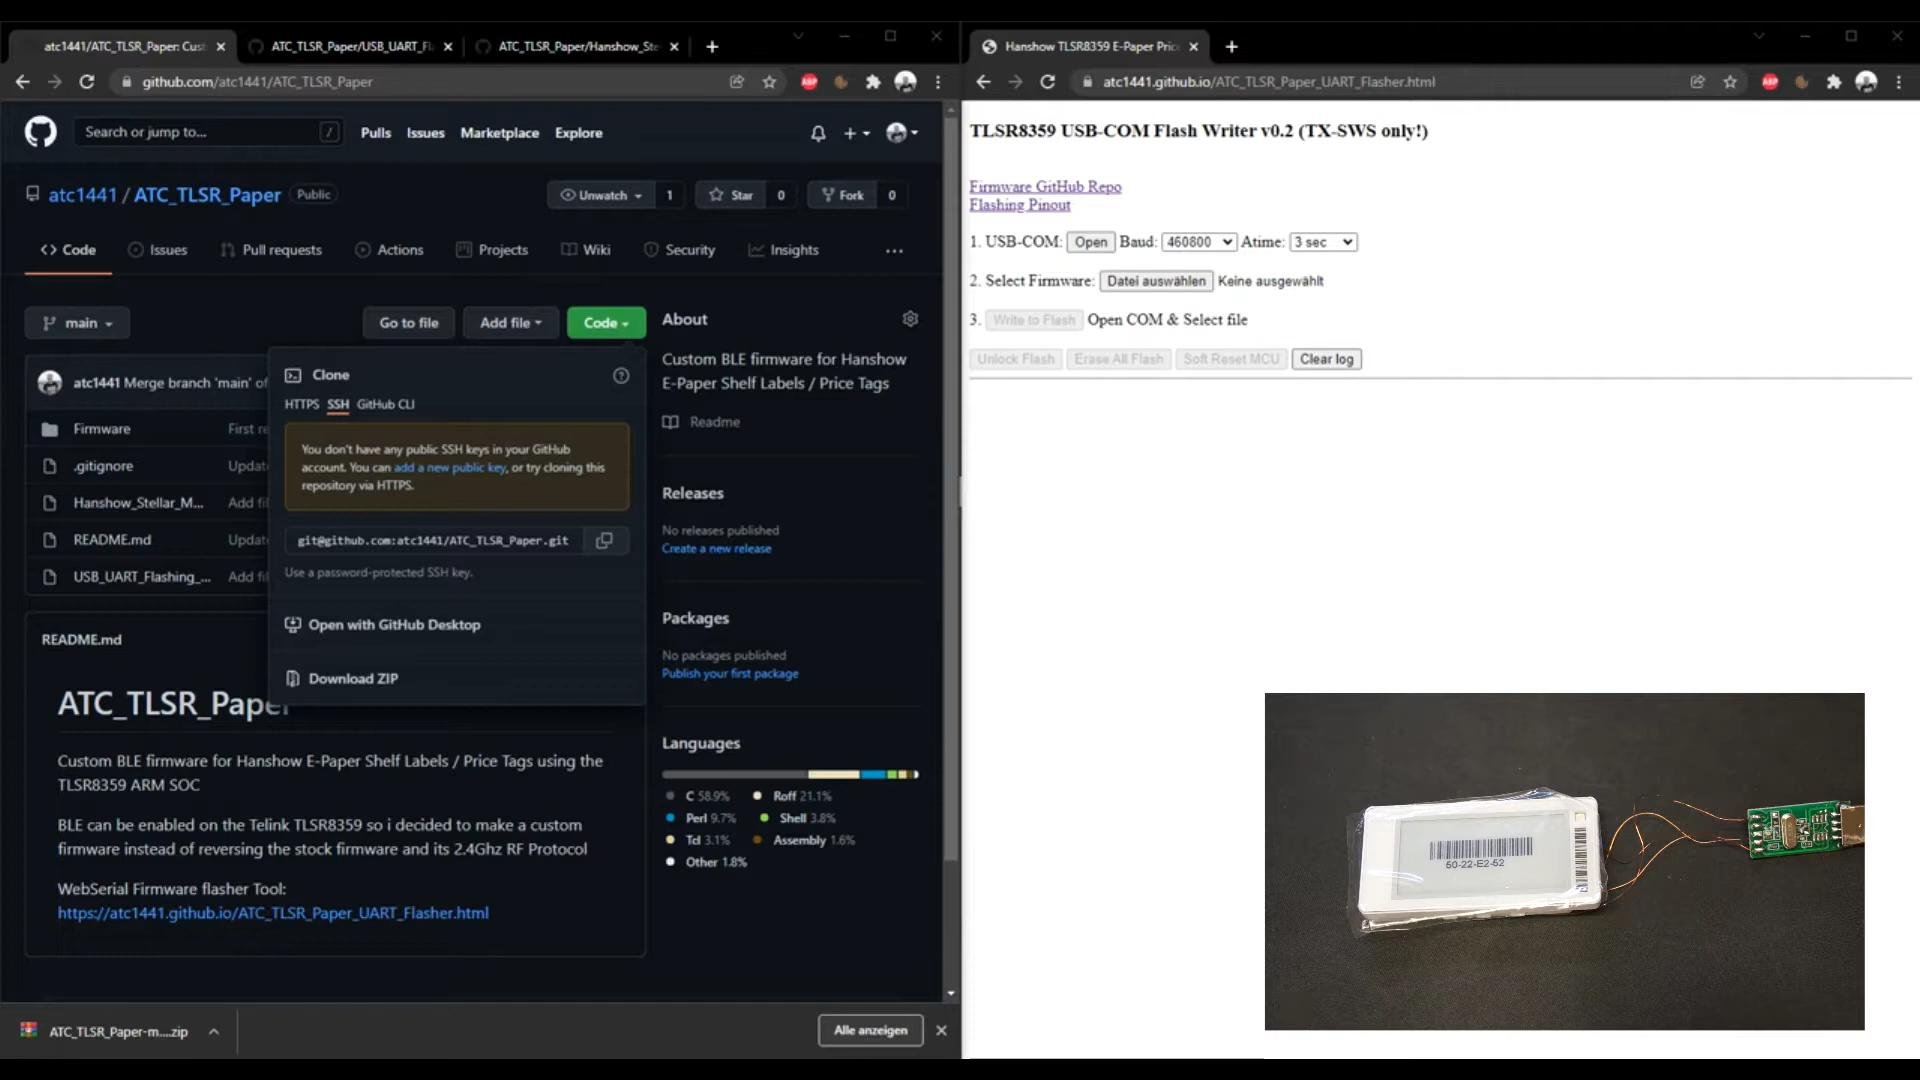 atc1441/ATC_TLSR_Paper: Cust
ATC_TLSR_Paper/USB_UART_Fl
ATC_TLSR_Paper/Hanshow_Ste
github.com/atc1441/ATC_TLSR_Paper
Search or jump to...
/
Pulls Issues Marketplace Explore
atc1441 / ATC_TLSR_Paper Public
Unwatch 1
Star 0
Fork 0
Code
Issues
Pull requests
Actions
Projects
Wiki
Security
Insights
main
Go to file
Add file
Code
atc1441 Merge branch 'main' of
Clone
HTTPS SSH GitHub CLI
You don't have any public SSH keys in your GitHub
account. You can add a new public key, or try cloning this
repository via HTTPS.
git@github.com:atc1441/ATC_TLSR_Paper.git
Use a password-protected SSH key.
Open with GitHub Desktop
Download ZIP
Firmware First re
.gitignore Update
Hanshow_Stellar_M... Add fil
README.md Update
USB_UART_Flashing_... Add fil
README.md
ATC_TLSR_Paper
Custom BLE firmware for Hanshow E-Paper Shelf Labels / Price Tags using the
TLSR8359 ARM SOC
BLE can be enabled on the Telink TLSR8359 so i decided to make a custom
firmware instead of reversing the stock firmware and its 2.4Ghz RF Protocol
WebSerial Firmware flasher Tool:
https://atc1441.github.io/ATC_TLSR_Paper_UART_Flasher.html
About
Custom BLE firmware for Hanshow
E-Paper Shelf Labels / Price Tags
Readme
Releases
No releases published
Create a new release
Packages
No packages published
Publish your first package
Languages
C 58.9% Roff 21.1%
Perl 9.7% Shell 3.8%
Tcl 3.1% Assembly 1.6%
Other 1.8%
ATC_TLSR_Paper-m....zip
Alle anzeigen
Hanshow TLSR8359 E-Paper Pric
ABP
atc1441.github.io/ATC_TLSR_Paper_UART_Flasher.html
ABP
TLSR8359 USB-COM Flash Writer v0.2 (TX-SWS only!)
Firmware GitHub Repo
Flashing Pinout
1. USB-COM: Open Baud: 460800 Atime: 3 sec
2. Select Firmware: Datei auswählen Keine ausgewählt
3. Write to Flash Open COM & Select file
Unlock Flash Erase All Flash Soft Reset MCU Clear log
50-22-E2-52